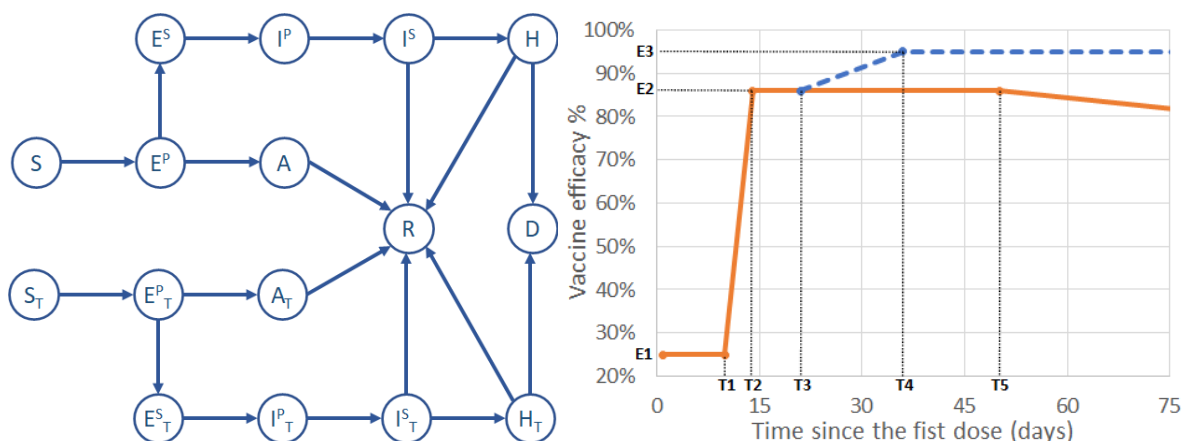 E^S I^P I^S H
S E^P A
R D
S_T E^P_T A_T
E^S_T I^P_T I^S_T H_T
Vaccine efficacy %
100%
E3
90%
E2
80%
70%
60%
50%
40%
30%
E1
20%
T1 T2 T3 T4 T5
0 15 30 45 60 75
Time since the fist dose (days)